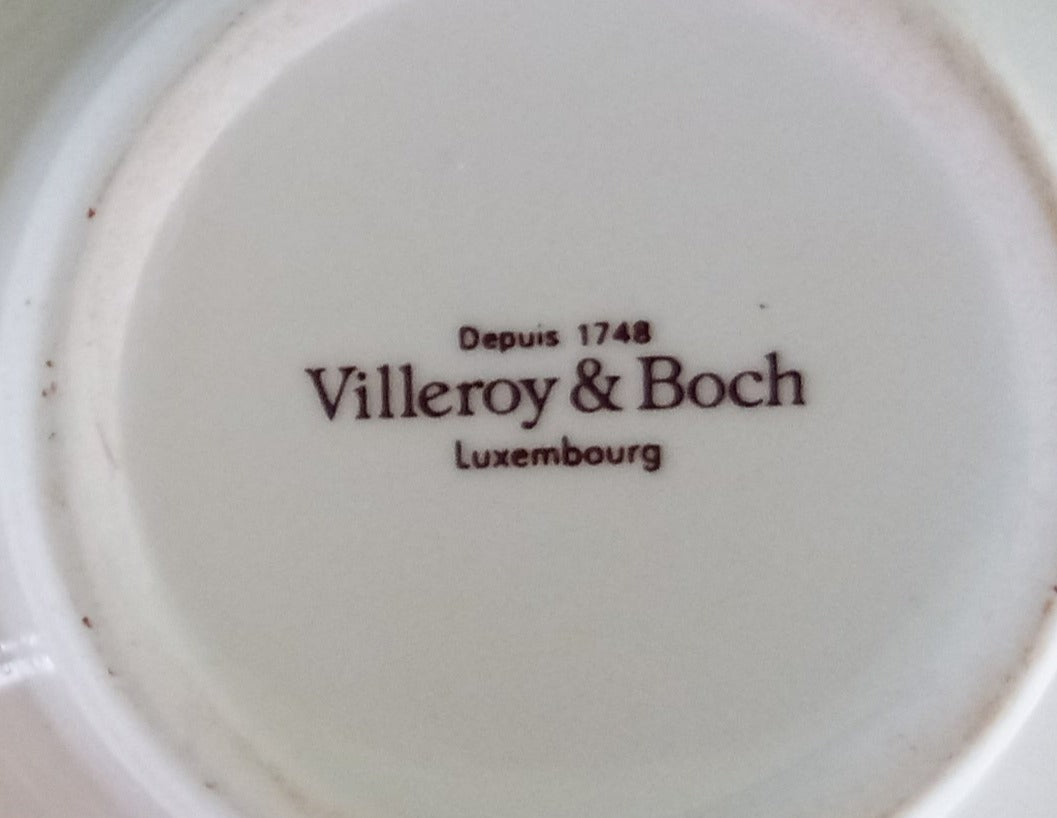 Depuis 1748
Villeroy & Boch
Luxembourg